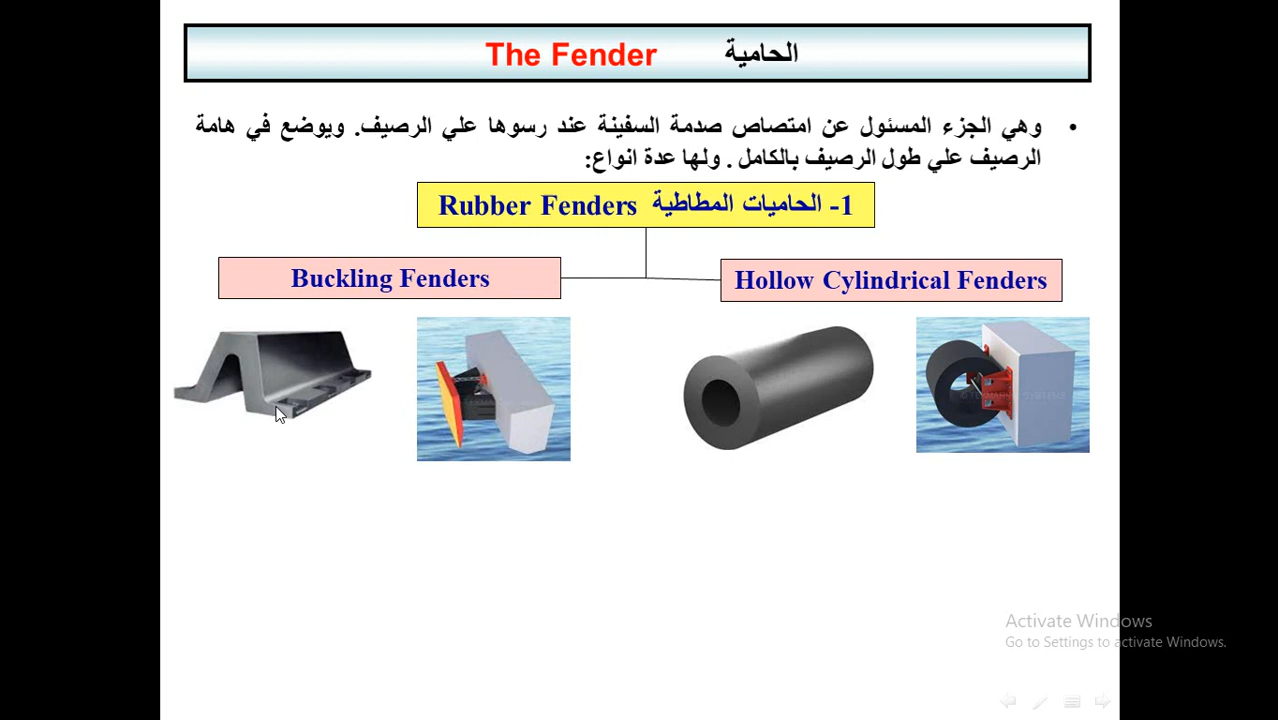 الحامية The Fender
• وهي الجزء المسئول عن امتصاص صدمة السفينة عند رسوها علي الرصيف. ويوضع في هامة
الرصيف علي طول الرصيف بالكامل . ولها عدة انواع:
1- الحاميات المطاطية Rubber Fenders
Buckling Fenders
Hollow Cylindrical Fenders
Activate Windows
Go to Settings to activate Windows.